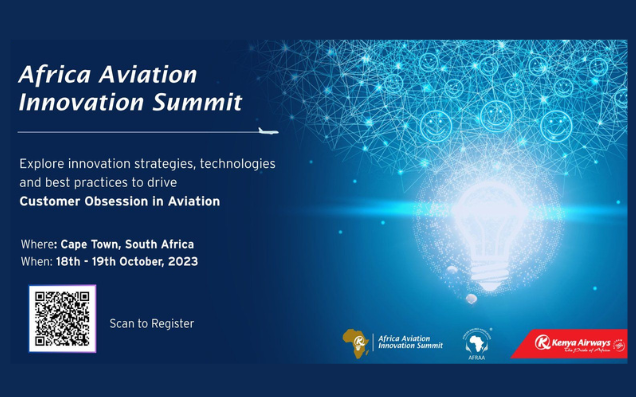 Africa Aviation
Innovation Summit
Explore innovation strategies, technologies
and best practices to drive
Customer Obsession in Aviation
Where: Cape Town, South Africa
When: 18th - 19th October, 2023
Scan to Register
Africa Aviation
Innovation Summit
AFRAA
Kenya Airways
The Pride of Africa